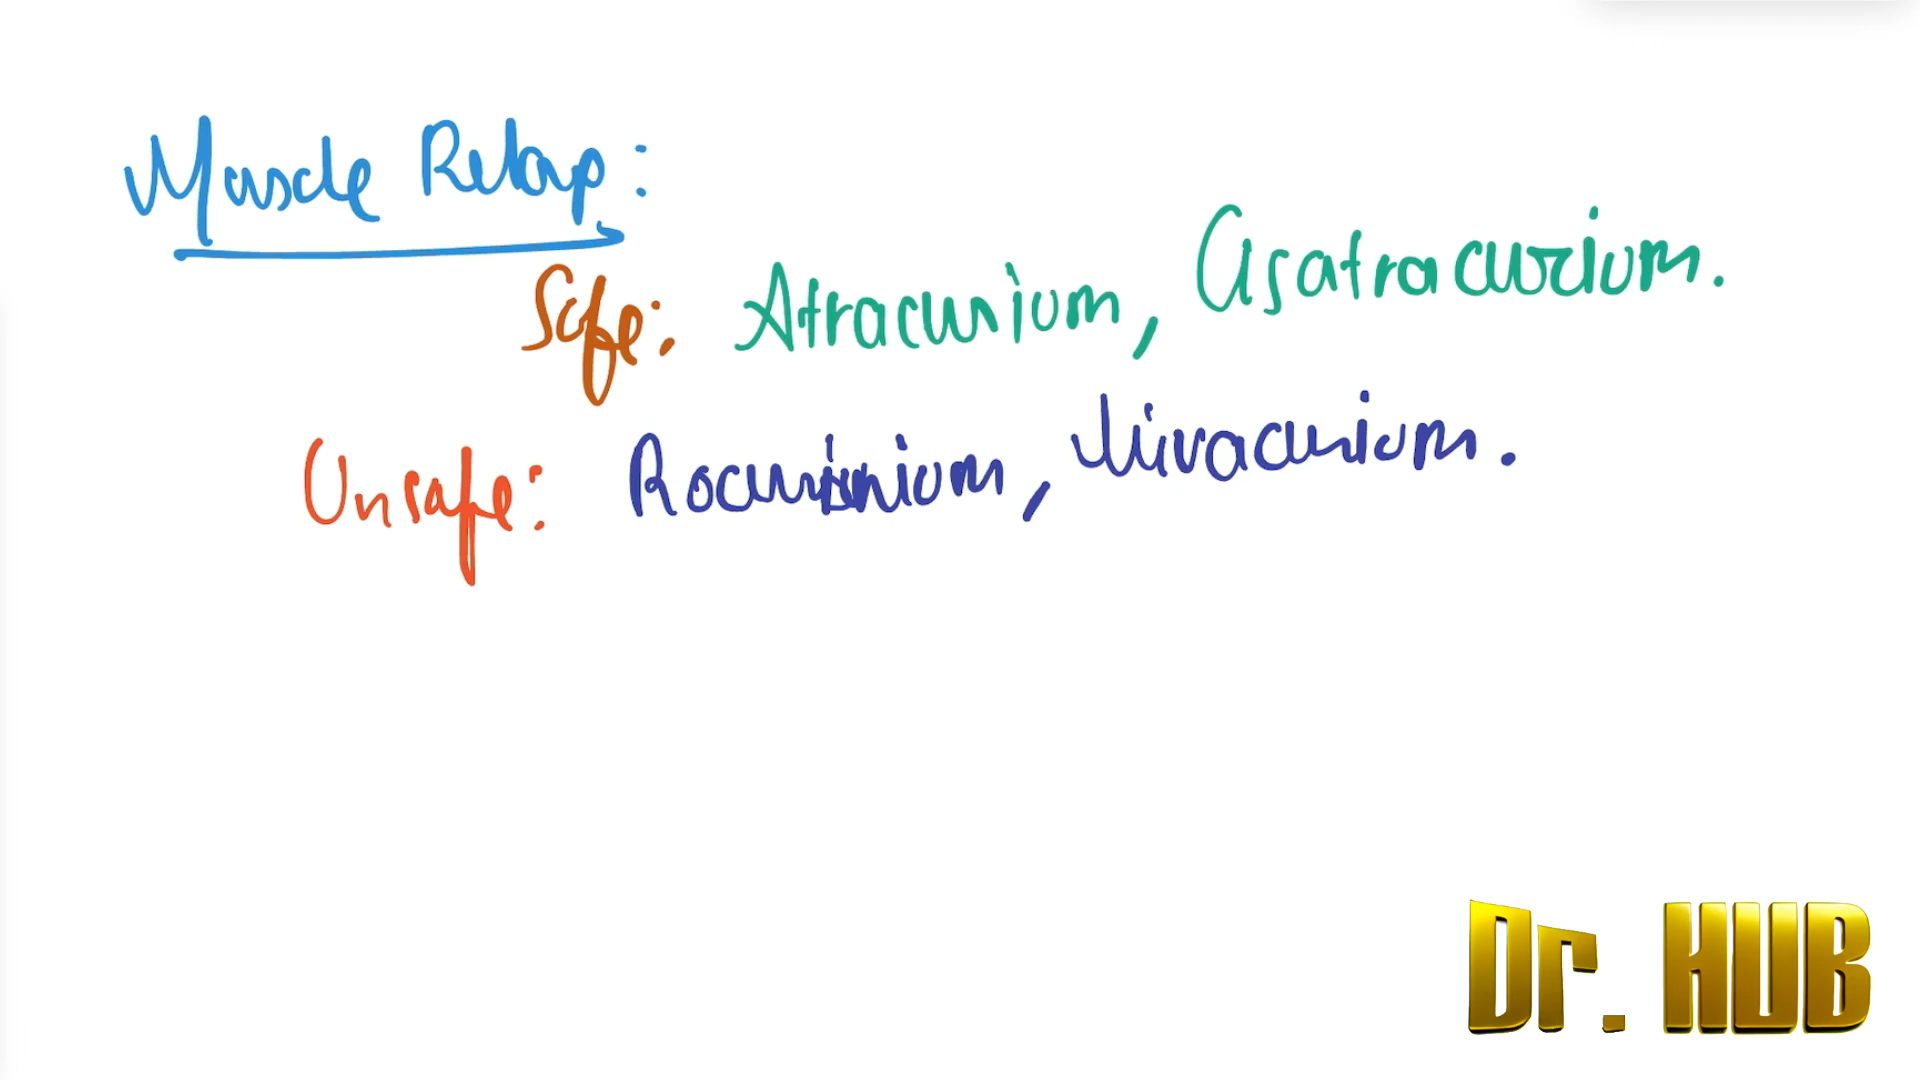 Muscle Relax:
Safe: Atracurium, Cisatracurium.
Unsafe: Rocuronium, Mivacurium.
Dr. HUB